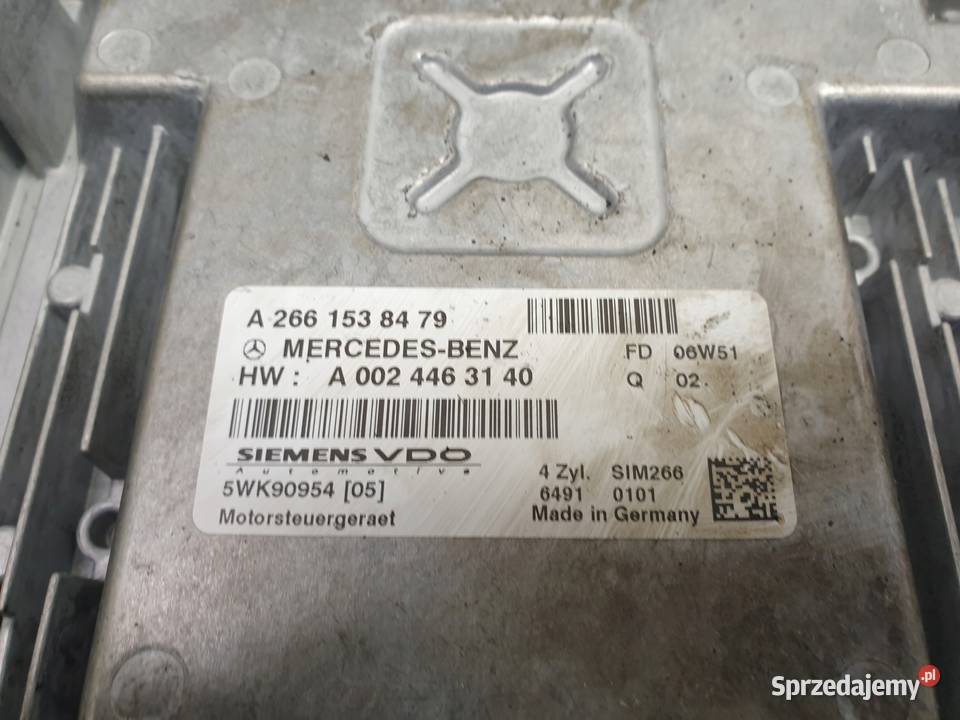 A 266 153 84 79
MERCEDES-BENZ
FD 06W51
HW : A 002 446 31 40
Q 02
SIEMENS VDO
Automotive
5WK90954 [05]
4 Zyl. SIM266
6491 0101
Motorsteuergeraet
Made in Germany
Sprzedajemy.pl